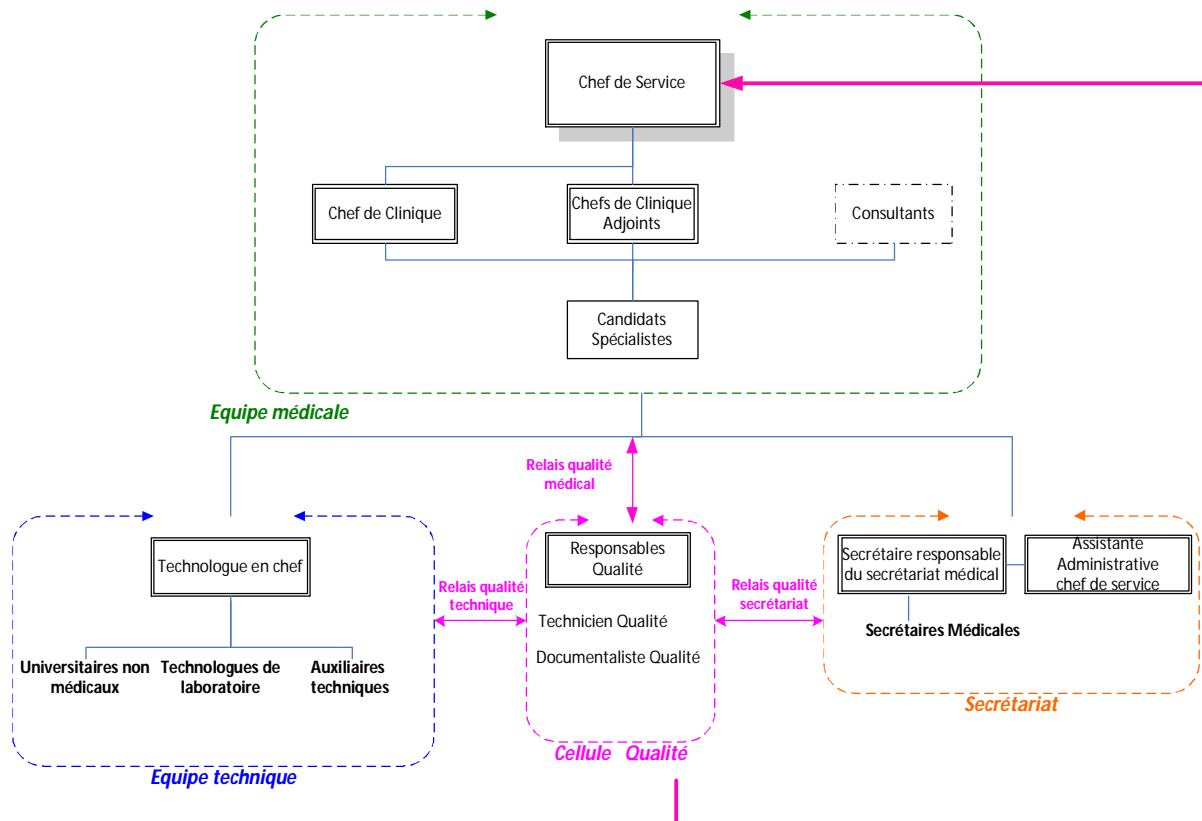 Chef de Service
Chef de Clinique
Chefs de Clinique
Adjoints
Consultants
Candidats
Spécialistes
Equipe médicale
Relais qualité
médical
Technologue en chef
Universitaires non
médicaux
Technologues de
laboratoire
Auxiliaires
techniques
Equipe technique
Relais qualité
technique
Responsables
Qualité
Technicien Qualité
Documentaliste Qualité
Cellule Qualité
Relais qualité
secrétariat
Secrétaire responsable
du secrétariat médical
Assistante
Administrative
chef de service
Secrétaires Médicales
Secrétariat